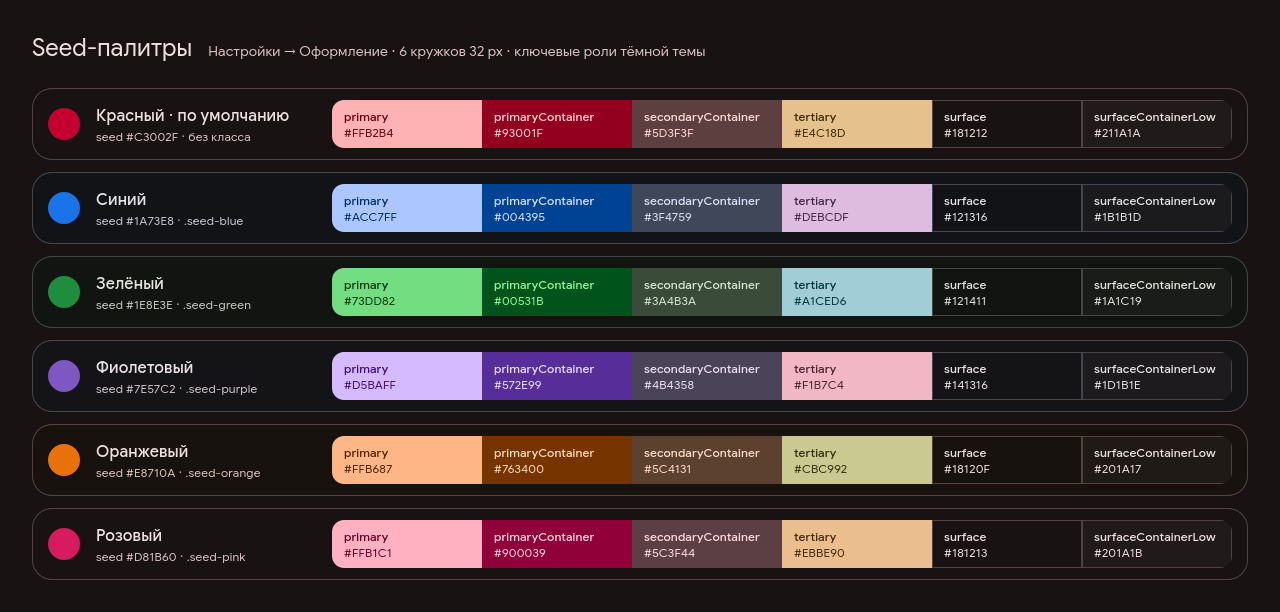 Seed-палитры Настройки → Оформление · 6 кружков 32 px · ключевые роли тёмной темы
Красный · по умолчанию
seed #C3002F · без класса
primary
#FFB2B4
primaryContainer
#93001F
secondaryContainer
#5D3F3F
tertiary
#E4C18D
surface
#181212
surfaceContainerLow
#211A1A
Синий
seed #1A73E8 · .seed-blue
primary
#ACC7FF
primaryContainer
#004395
secondaryContainer
#3F4759
tertiary
#DEBCDF
surface
#121316
surfaceContainerLow
#1B1B1D
Зелёный
seed #1E8E3E · .seed-green
primary
#73DD82
primaryContainer
#00531B
secondaryContainer
#3A4B3A
tertiary
#A1CED6
surface
#121411
surfaceContainerLow
#1A1C19
Фиолетовый
seed #7E57C2 · .seed-purple
primary
#D5BAFF
primaryContainer
#572E99
secondaryContainer
#4B4358
tertiary
#F1B7C4
surface
#141316
surfaceContainerLow
#1D1B1E
Оранжевый
seed #E8710A · .seed-orange
primary
#FFB687
primaryContainer
#763400
secondaryContainer
#5C4131
tertiary
#CBC992
surface
#18120F
surfaceContainerLow
#201A17
Розовый
seed #D81B60 · .seed-pink
primary
#FFB1C1
primaryContainer
#900039
secondaryContainer
#5C3F44
tertiary
#EBBE90
surface
#181213
surfaceContainerLow
#201A1B